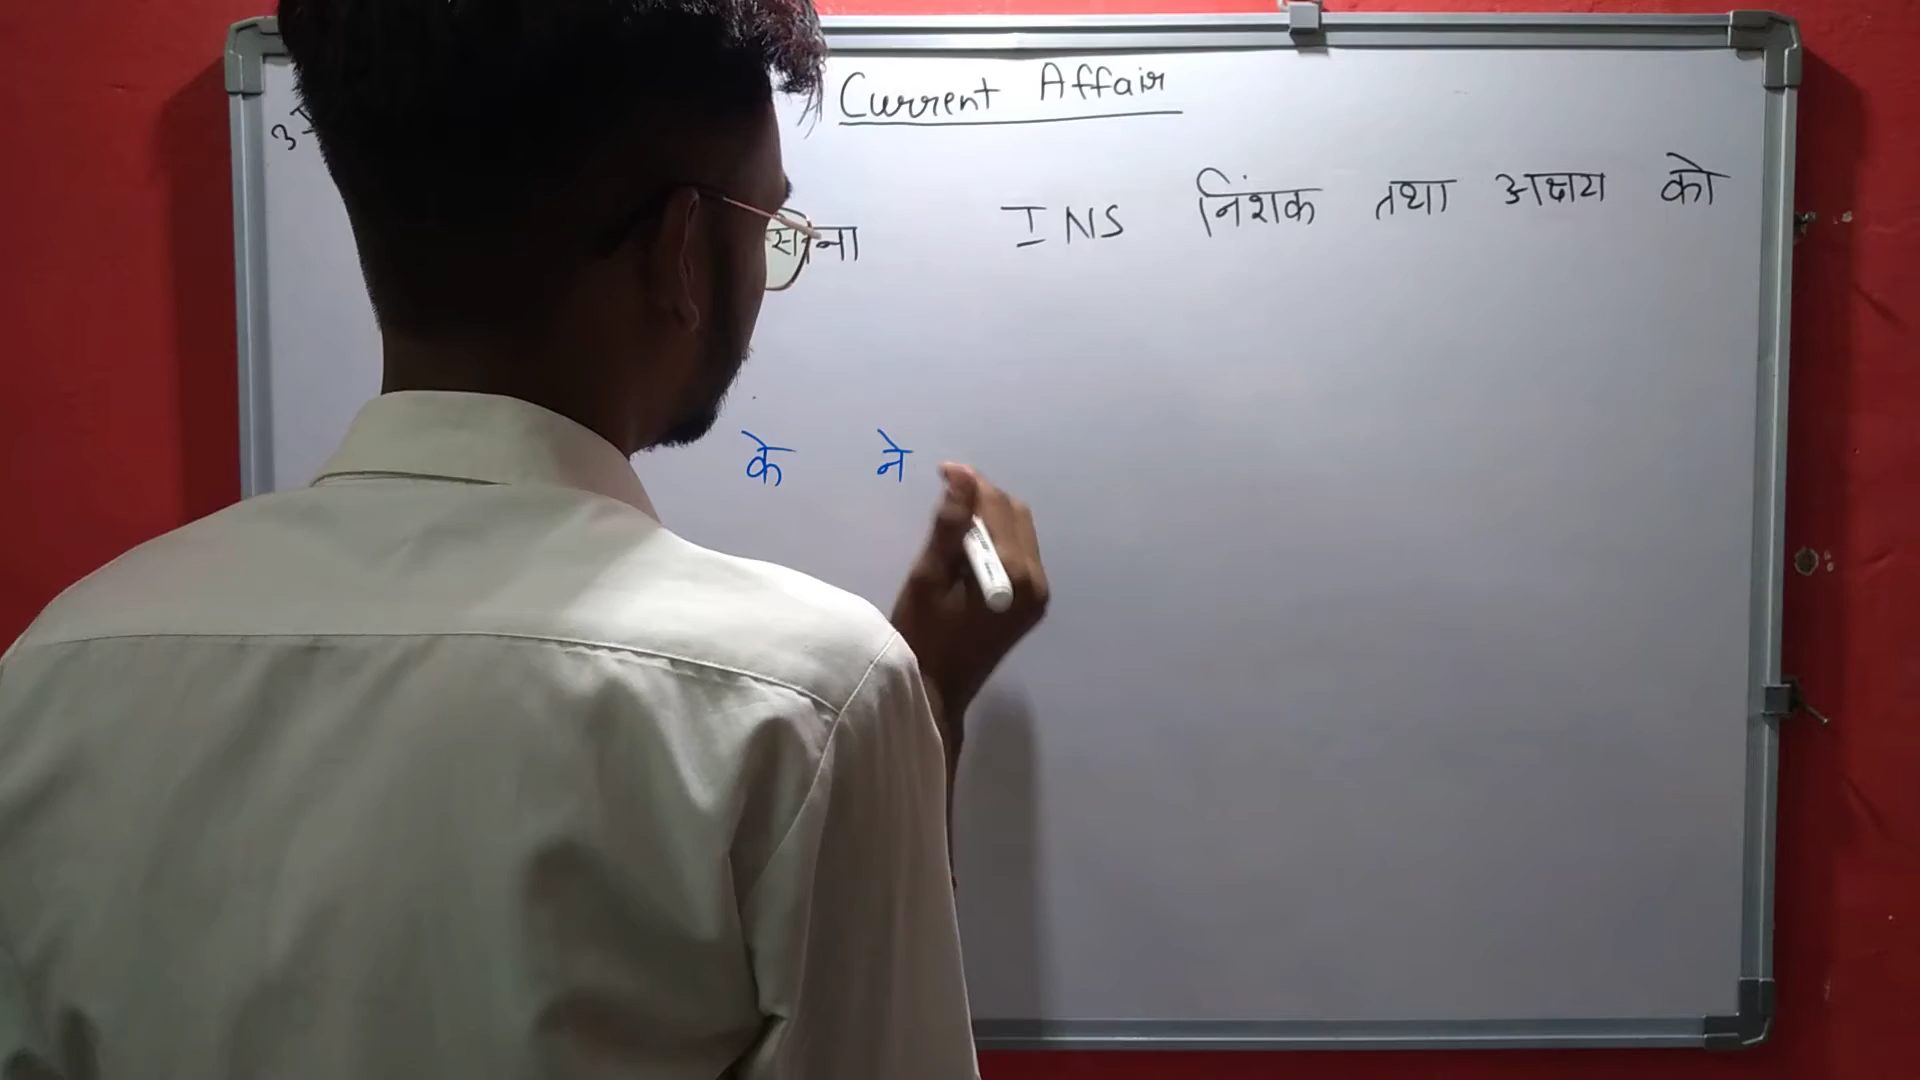 Current Affair
INS निंशक तथा अक्षय को
के ने